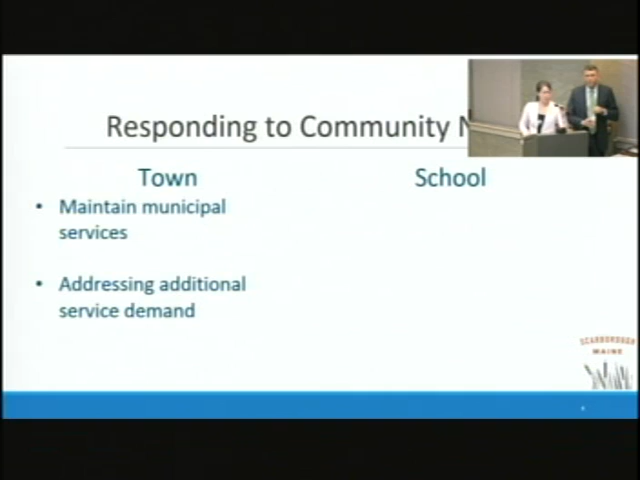 Responding to Community
Town
School
• Maintain municipal
services
• Addressing additional
service demand
SCARBOROUGH
MAINE